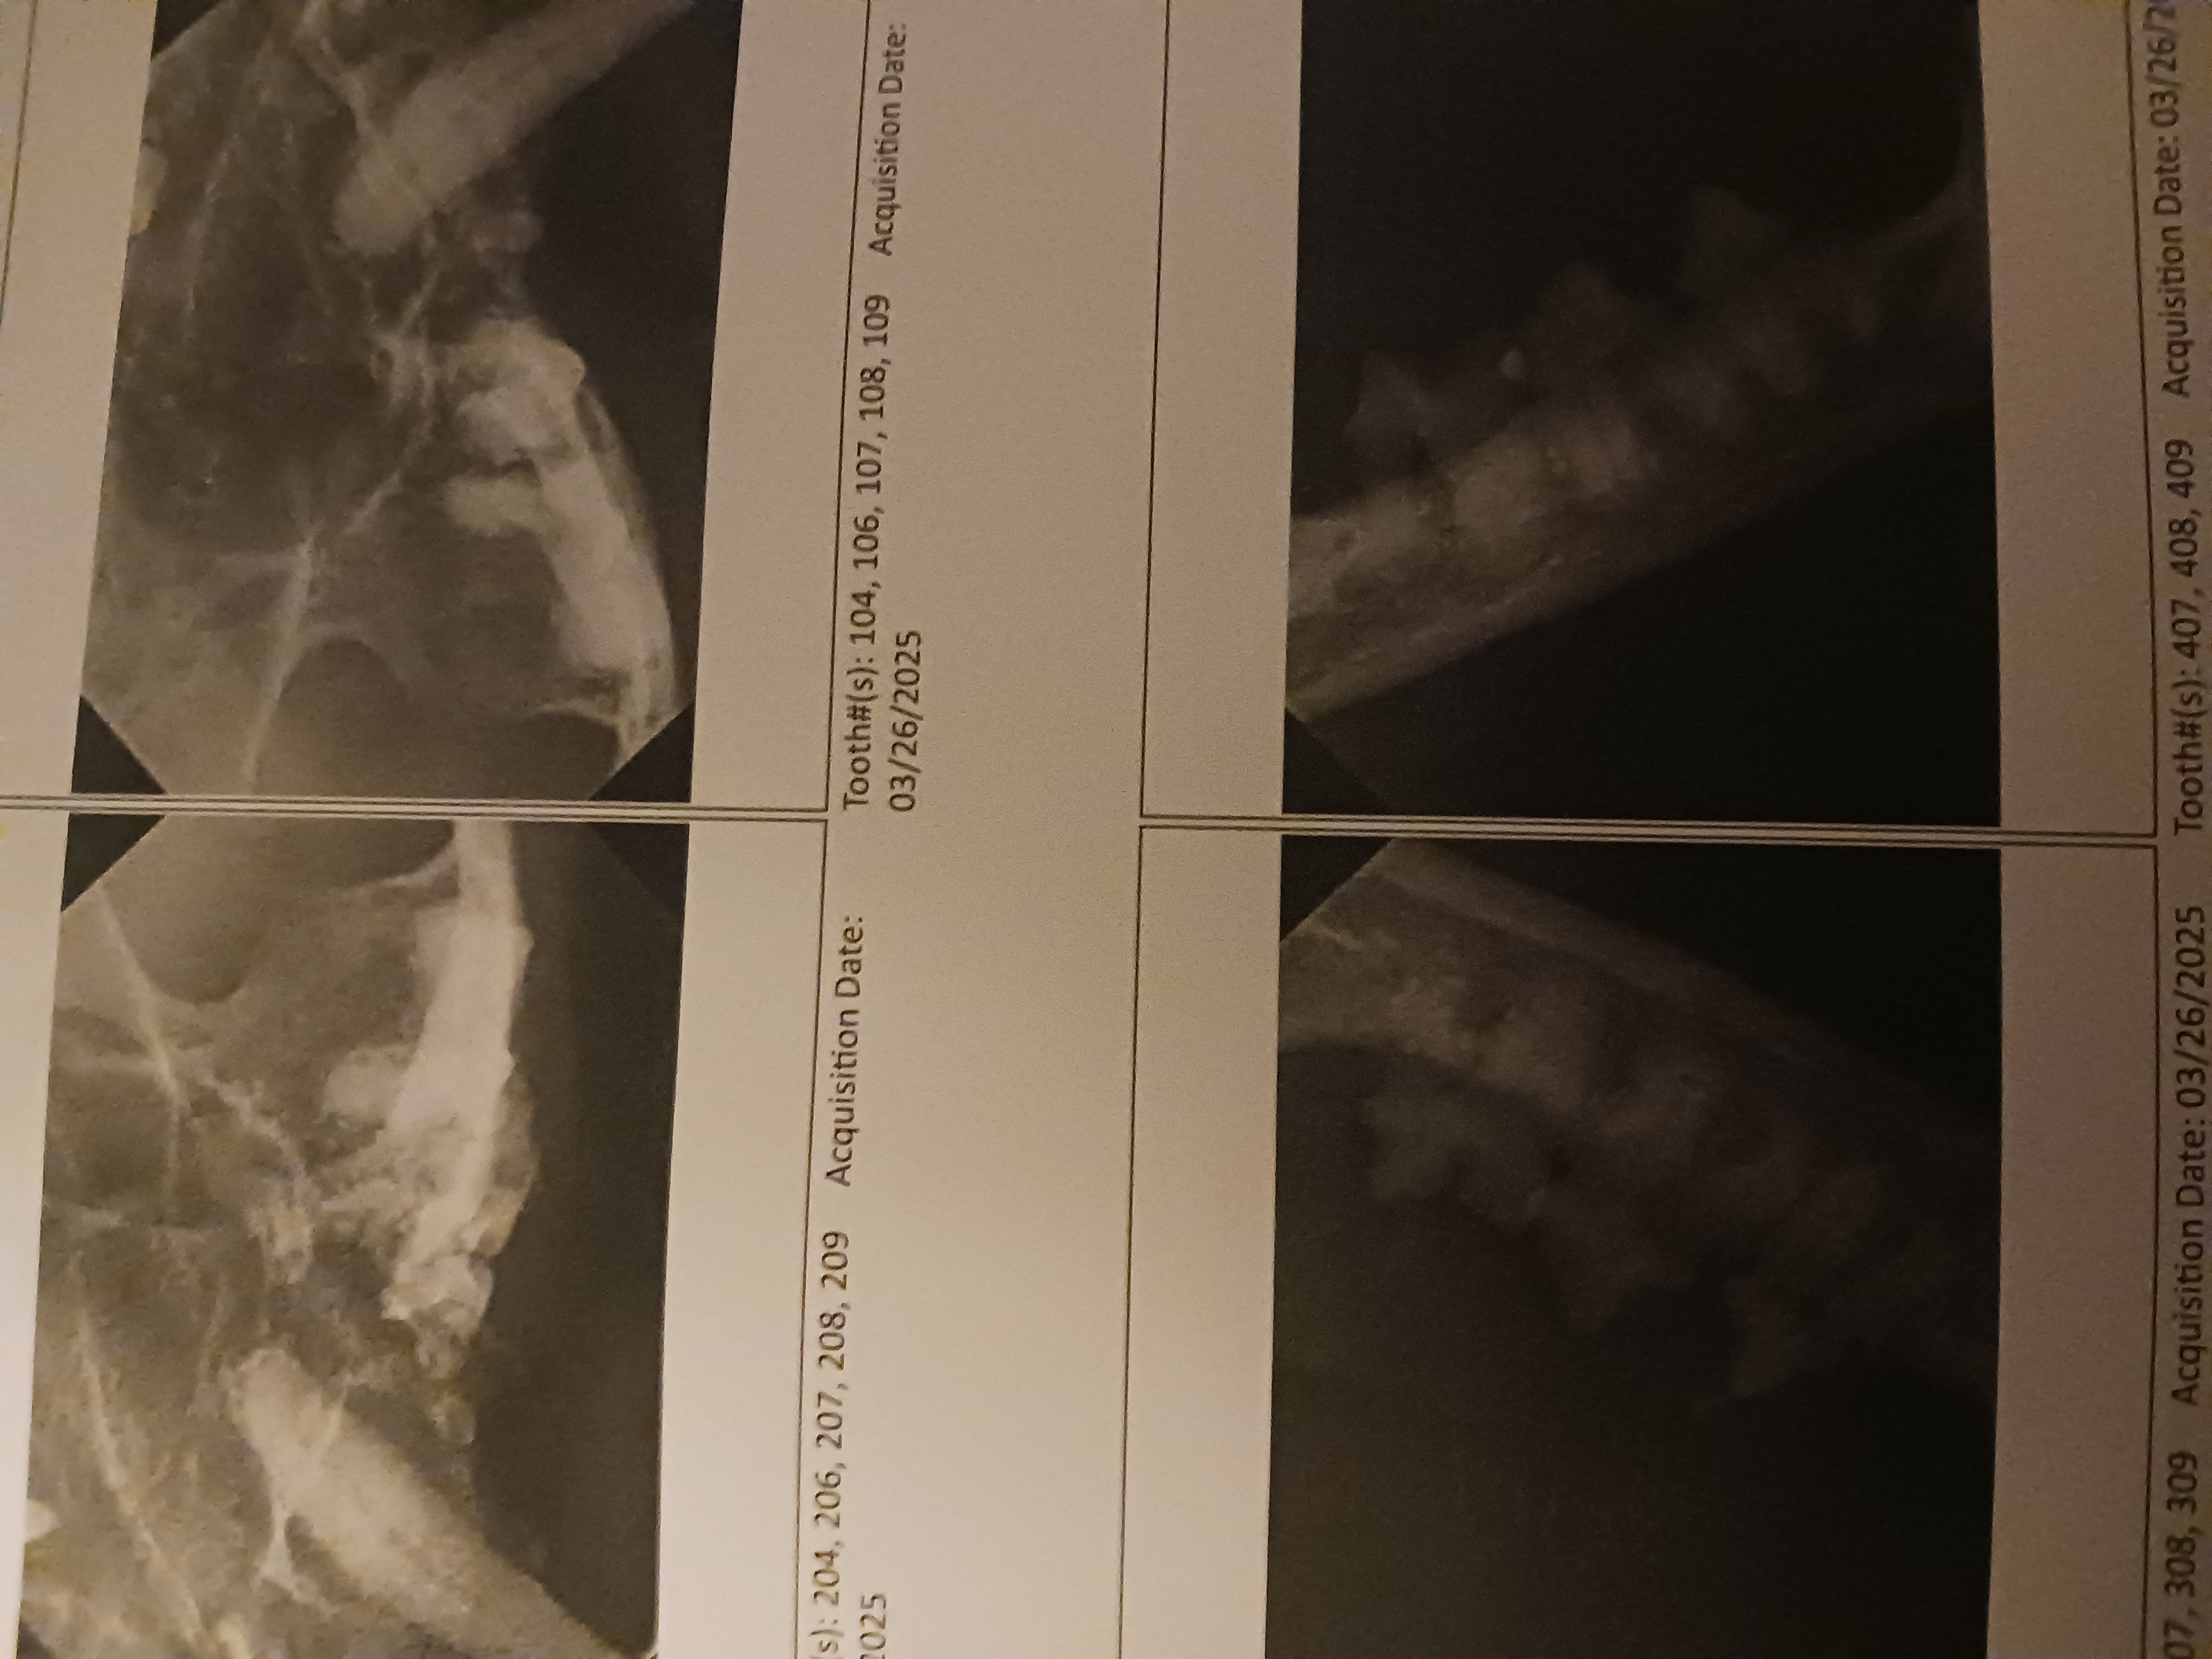 (s): 204, 206, 207, 208, 209 Acquisition Date:
2025
Tooth#(s): 104, 106, 107, 108, 109 Acquisition Date:
03/26/2025
07, 308, 309 Acquisition Date: 03/26/2025
Tooth#(s): 407, 408, 409 Acquisition Date: 03/26/2